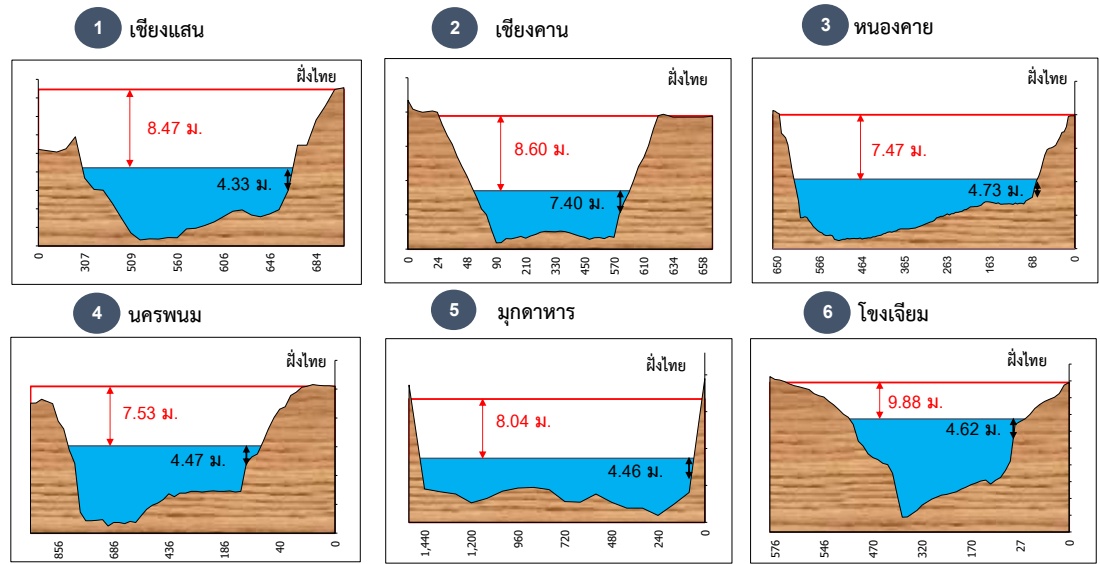 1 เชียงแสน
ฝั่งไทย
8.47 ม.
4.33 ม.
0 307 509 560 606 646 684
2 เชียงคาน
ฝั่งไทย
8.60 ม.
7.40 ม.
0 24 48 90 210 330 450 570 610 634 658
3 หนองคาย
ฝั่งไทย
7.47 ม.
4.73 ม.
650 566 464 365 263 163 68 0
4 นครพนม
ฝั่งไทย
7.53 ม.
4.47 ม.
856 686 436 186 40 0
5 มุกดาหาร
ฝั่งไทย
8.04 ม.
4.46 ม.
1,440 1,200 960 720 480 240 0
6 โขงเจียม
ฝั่งไทย
9.88 ม.
4.62 ม.
576 546 470 320 170 27 0